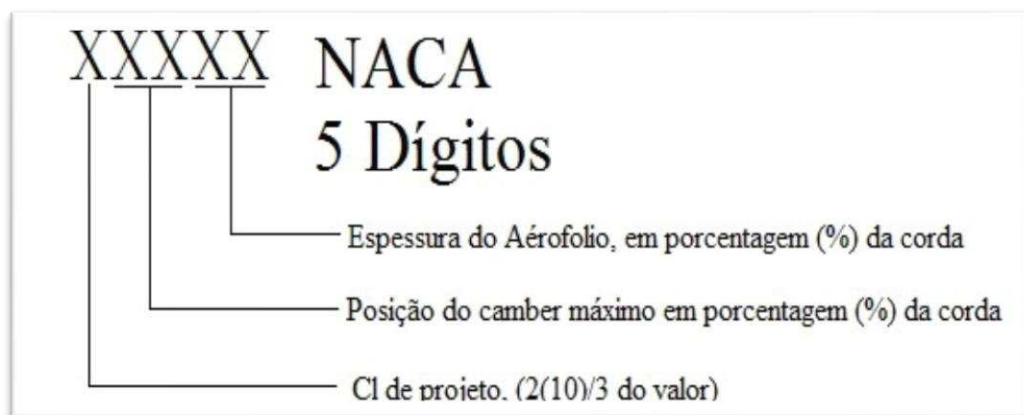 XXXXX NACA
5 Dígitos
Espessura do Aérofolio, em porcentagem (%) da corda
Posição do camber máximo em porcentagem (%) da corda
Cl de projeto. (2(10)/3 do valor)